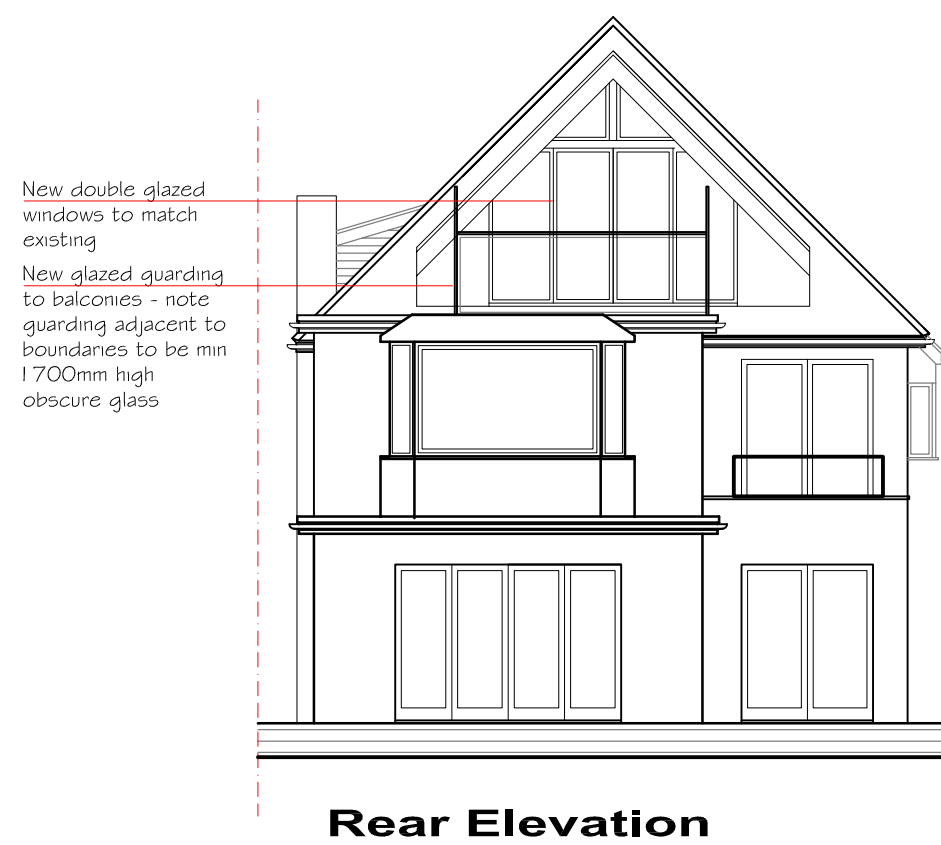 New double glazed
windows to match
existing
New glazed guarding
to balconies - note
guarding adjacent to
boundaries to be min
1700mm high
obscure glass
Rear Elevation